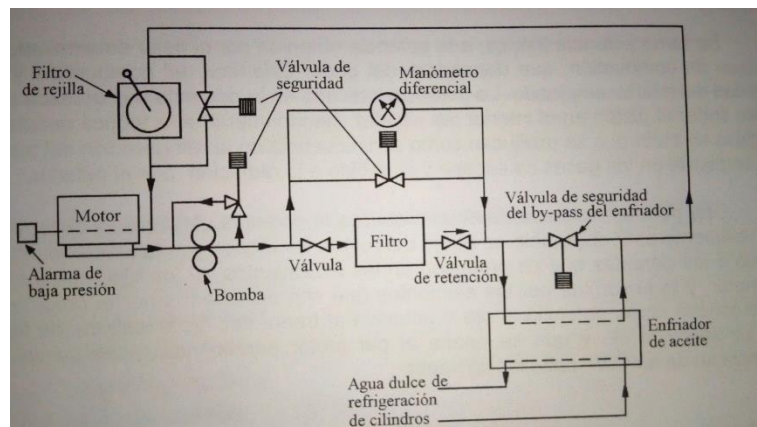 Filtro
de rejilla
Válvula de
seguridad
Manómetro
diferencial
Válvula de seguridad
del by-pass del enfriador
Motor
Filtro
Válvula
Válvula
de retención
Alarma de
baja presión
Bomba
Enfriador
de aceite
Agua dulce de
refrigeración
de cilindros